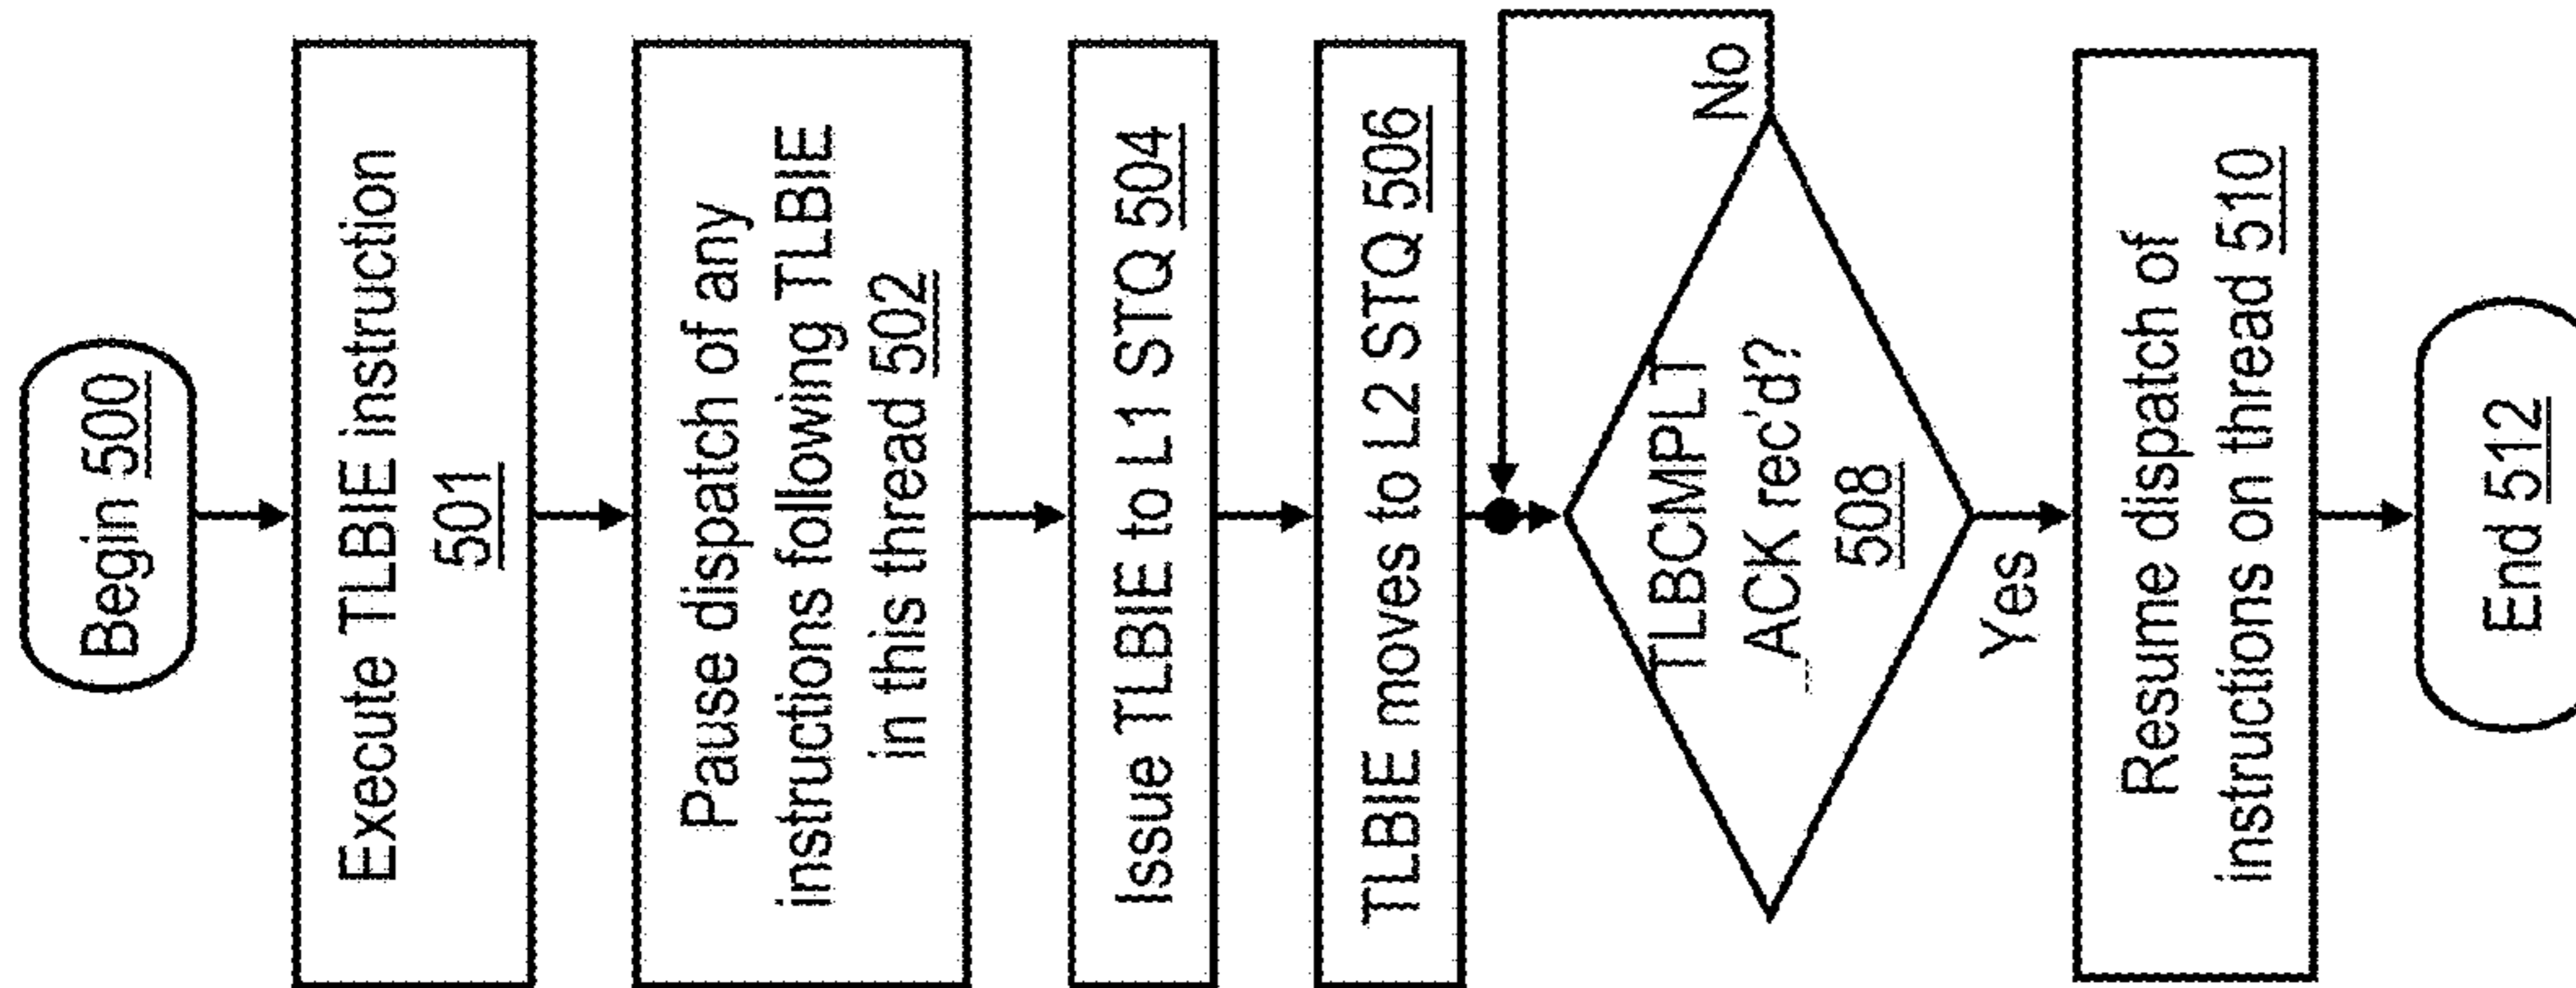 Begin 500
Execute TLBIE instruction
501
Pause dispatch of any
instructions following TLBIE
in this thread 502
Issue TLBIE to L1 STQ 504
TLBIE moves to L2 STQ 506
TLBCMPLT
_ACK rec'd?
508
No
Yes
Resume dispatch of
instructions on thread 510
End 512